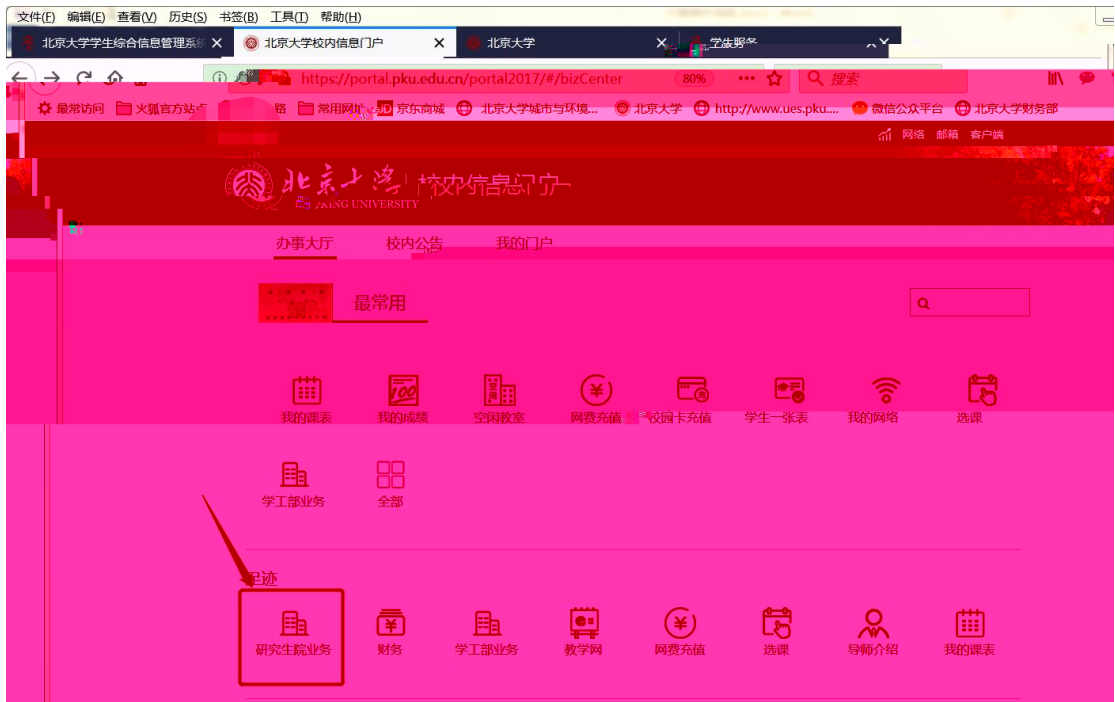 文件(F) 编辑(E) 查看(V) 历史(S) 书签(B) 工具(T) 帮助(H)
北京大学学生综合信息管理系统 北京大学校内信息门户 北京大学
https://portal.pku.edu.cn/portal2017/#/bizCenter 80% 搜索
最常访问 火狐官方站点 常用网址 JD 京东商城 北京大学城市与环境... 北京大学 http://www.ues.pku.... 微信公众平台 北京大学财务部
网络 邮箱 客户端
北京大学 校内信息门户
UNIVERSITY
办事大厅 校内公告 我的门户
最常用
我的课表 我的成绩 空闲教室 网费充值 校园卡充值 学生一张表 我的网络 选课
学工部业务 全部
足迹
研究生院业务 财务 学工部业务 教学网 网费充值 选课 导师介绍 我的课表